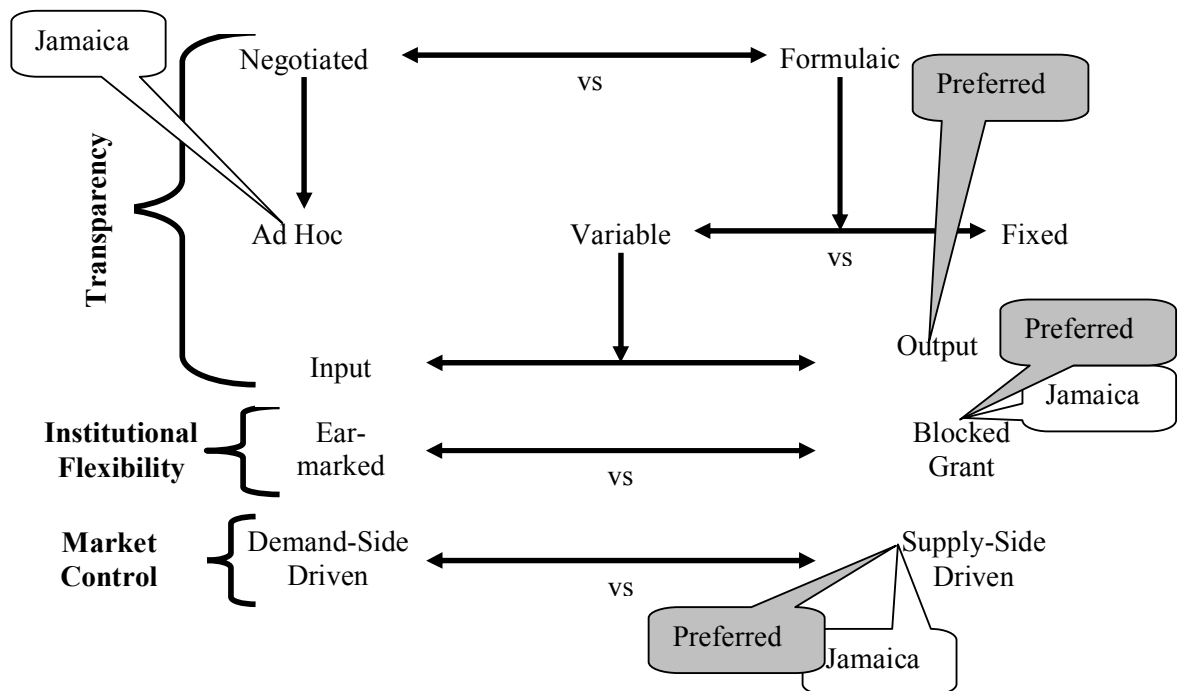 Jamaica
Negotiated
vs
Formulaic
Preferred
Transparency
Ad Hoc
Variable
vs
Fixed
Input
Output
Preferred
Jamaica
Institutional
Flexibility
Ear-
marked
vs
Blocked
Grant
Market
Control
Demand-Side
Driven
vs
Supply-Side
Driven
Preferred
Jamaica